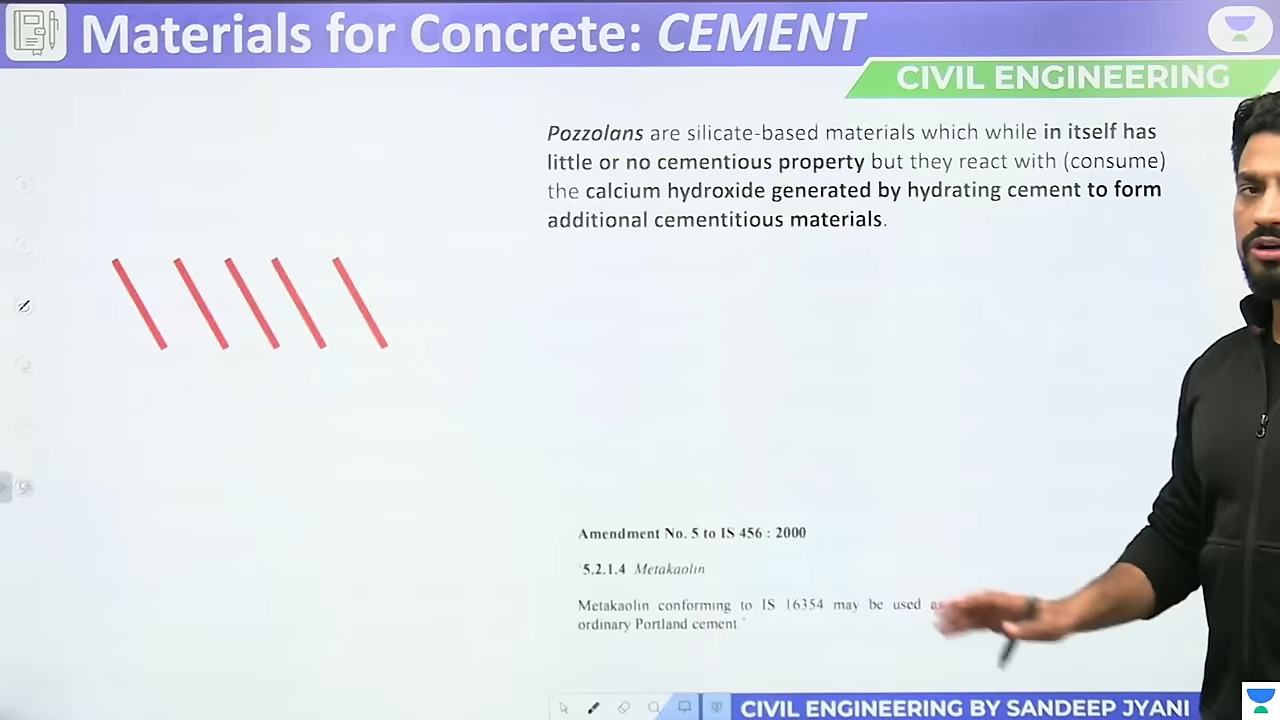 Materials for Concrete: CEMENT
CIVIL ENGINEERING
Pozzolans are silicate-based materials which while in itself has
little or no cementious property but they react with (consume)
the calcium hydroxide generated by hydrating cement to form
additional cementitious materials.
Amendment No. 5 to IS 456 : 2000
5.2.1.4 Metakaolin
Metakaolin conforming to IS 16354 may be used
ordinary Portland cement
CIVIL ENGINEERING BY SANDEEP JYANI